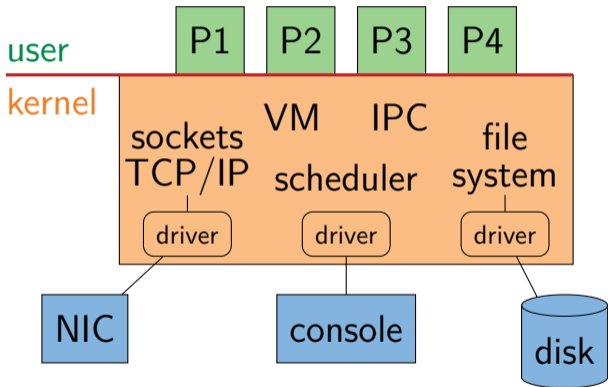 P1 P2 P3 P4
user
kernel
VM IPC
sockets
TCP/IP
scheduler
file
system
driver driver driver
NIC console disk